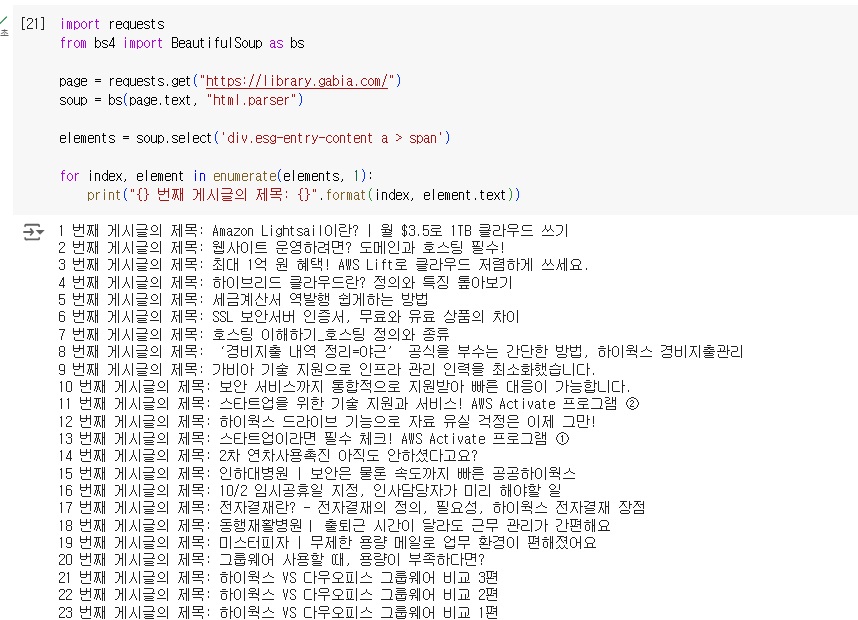 [21] import requests
from bs4 import BeautifulSoup as bs
page = requests.get("https://library.gabia.com/")
soup = bs(page.text, "html.parser")
elements = soup.select('div.esg-entry-content a > span')
for index, element in enumerate(elements, 1):
print("{} 번째 게시글의 제목: {}".format(index, element.text))
초
1 번째 게시글의 제목: Amazon Lightsail이란? | 월 $3.5로 1TB 클라우드 쓰기
2 번째 게시글의 제목: 웹사이트 운영하려면? 도메인과 호스팅 필수!
3 번째 게시글의 제목: 최대 1억 원 혜택! AWS Lift로 클라우드 저렴하게 쓰세요.
4 번째 게시글의 제목: 하이브리드 클라우드란? 정의와 특징 톺아보기
5 번째 게시글의 제목: 세금계산서 역발행 쉽게하는 방법
6 번째 게시글의 제목: SSL 보안서버 인증서, 무료와 유료 상품의 차이
7 번째 게시글의 제목: 호스팅 이해하기_호스팅 정의와 종류
8 번째 게시글의 제목: ‘경비지출 내역 정리=야근’ 공식을 부수는 간단한 방법, 하이웍스 경비지출관리
9 번째 게시글의 제목: 가비아 기술 지원으로 인프라 관리 인력을 최소화했습니다.
10 번째 게시글의 제목: 보안 서비스까지 통합적으로 지원받아 빠른 대응이 가능합니다.
11 번째 게시글의 제목: 스타트업을 위한 기술 지원과 서비스! AWS Activate 프로그램 ②
12 번째 게시글의 제목: 하이웍스 드라이브 기능으로 자료 유실 걱정은 이제 그만!
13 번째 게시글의 제목: 스타트업이라면 필수 체크! AWS Activate 프로그램 ①
14 번째 게시글의 제목: 2차 연차사용촉진 아직도 안하셨다고요?
15 번째 게시글의 제목: 인하대병원 | 보안은 물론 속도까지 빠른 공공하이웍스
16 번째 게시글의 제목: 10/2 임시공휴일 지정, 인사담당자가 미리 해야할 일
17 번째 게시글의 제목: 전자결재란? - 전자결재의 정의, 필요성, 하이웍스 전자결재 장점
18 번째 게시글의 제목: 동행재활병원ㅣ 출퇴근 시간이 달라도 근무 관리가 간편해요
19 번째 게시글의 제목: 미스터피자 | 무제한 용량 메일로 업무 환경이 편해졌어요
20 번째 게시글의 제목: 그룹웨어 사용할 때, 용량이 부족하다면?
21 번째 게시글의 제목: 하이웍스 VS 다우오피스 그룹웨어 비교 3편
22 번째 게시글의 제목: 하이웍스 VS 다우오피스 그룹웨어 비교 2편
23 번째 게시글의 제목: 하이웍스 VS 다우오피스 그룹웨어 비교 1편